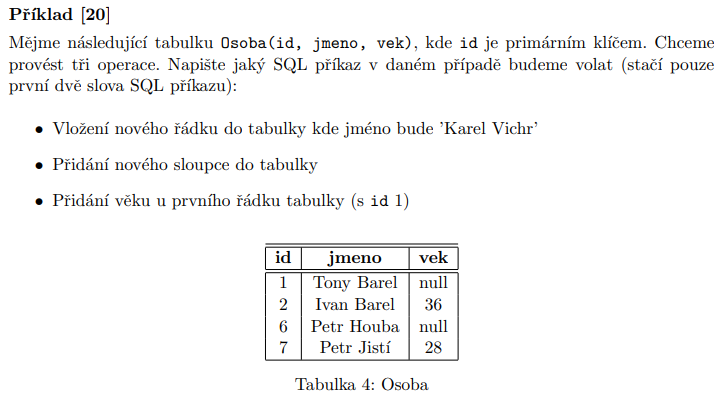 Příklad [20]
Mějme následující tabulku Osoba(id, jmeno, vek), kde id je primárním klíčem. Chceme
provést tři operace. Napište jaký SQL příkaz v daném případě budeme volat (stačí pouze
první dvě slova SQL příkazu):
• Vložení nového řádku do tabulky kde jméno bude 'Karel Vichr'
• Přidání nového sloupce do tabulky
• Přidání věku u prvního řádku tabulky (s id 1)
id jmeno vek
1 Tony Barel null
2 Ivan Barel 36
6 Petr Houba null
7 Petr Jistí 28
Tabulka 4: Osoba